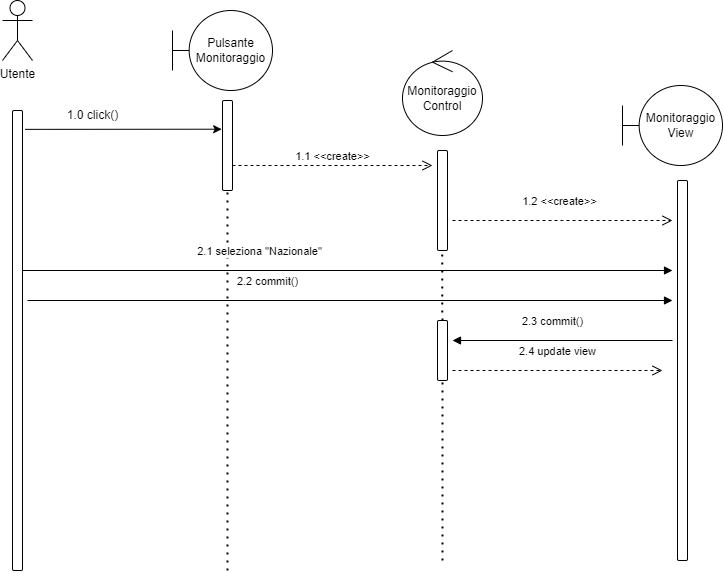 Utente
Pulsante
Monitoraggio
Monitoraggio
Control
Monitoraggio
View
1.0 click()
1.1 <<create>>
1.2 <<create>>
2.1 seleziona "Nazionale"
2.2 commit()
2.3 commit()
2.4 update view